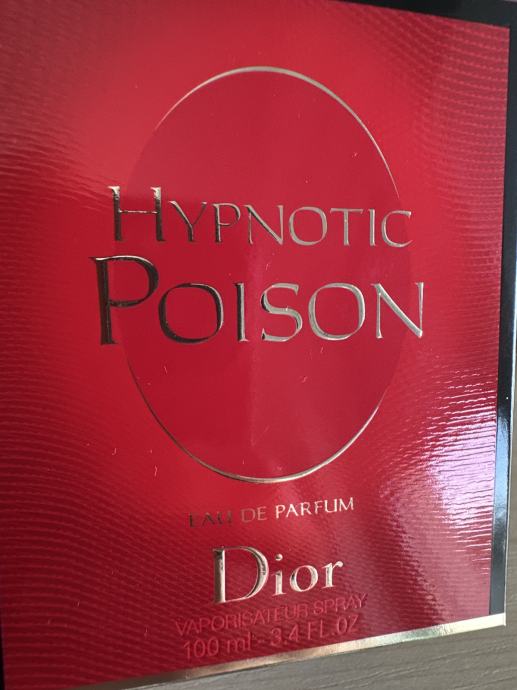 HYPNOTIC
POISON
EAU DE PARFUM
Dior
VAPORISATEUR SPRAY
100 ml - 3.4 FL.OZ